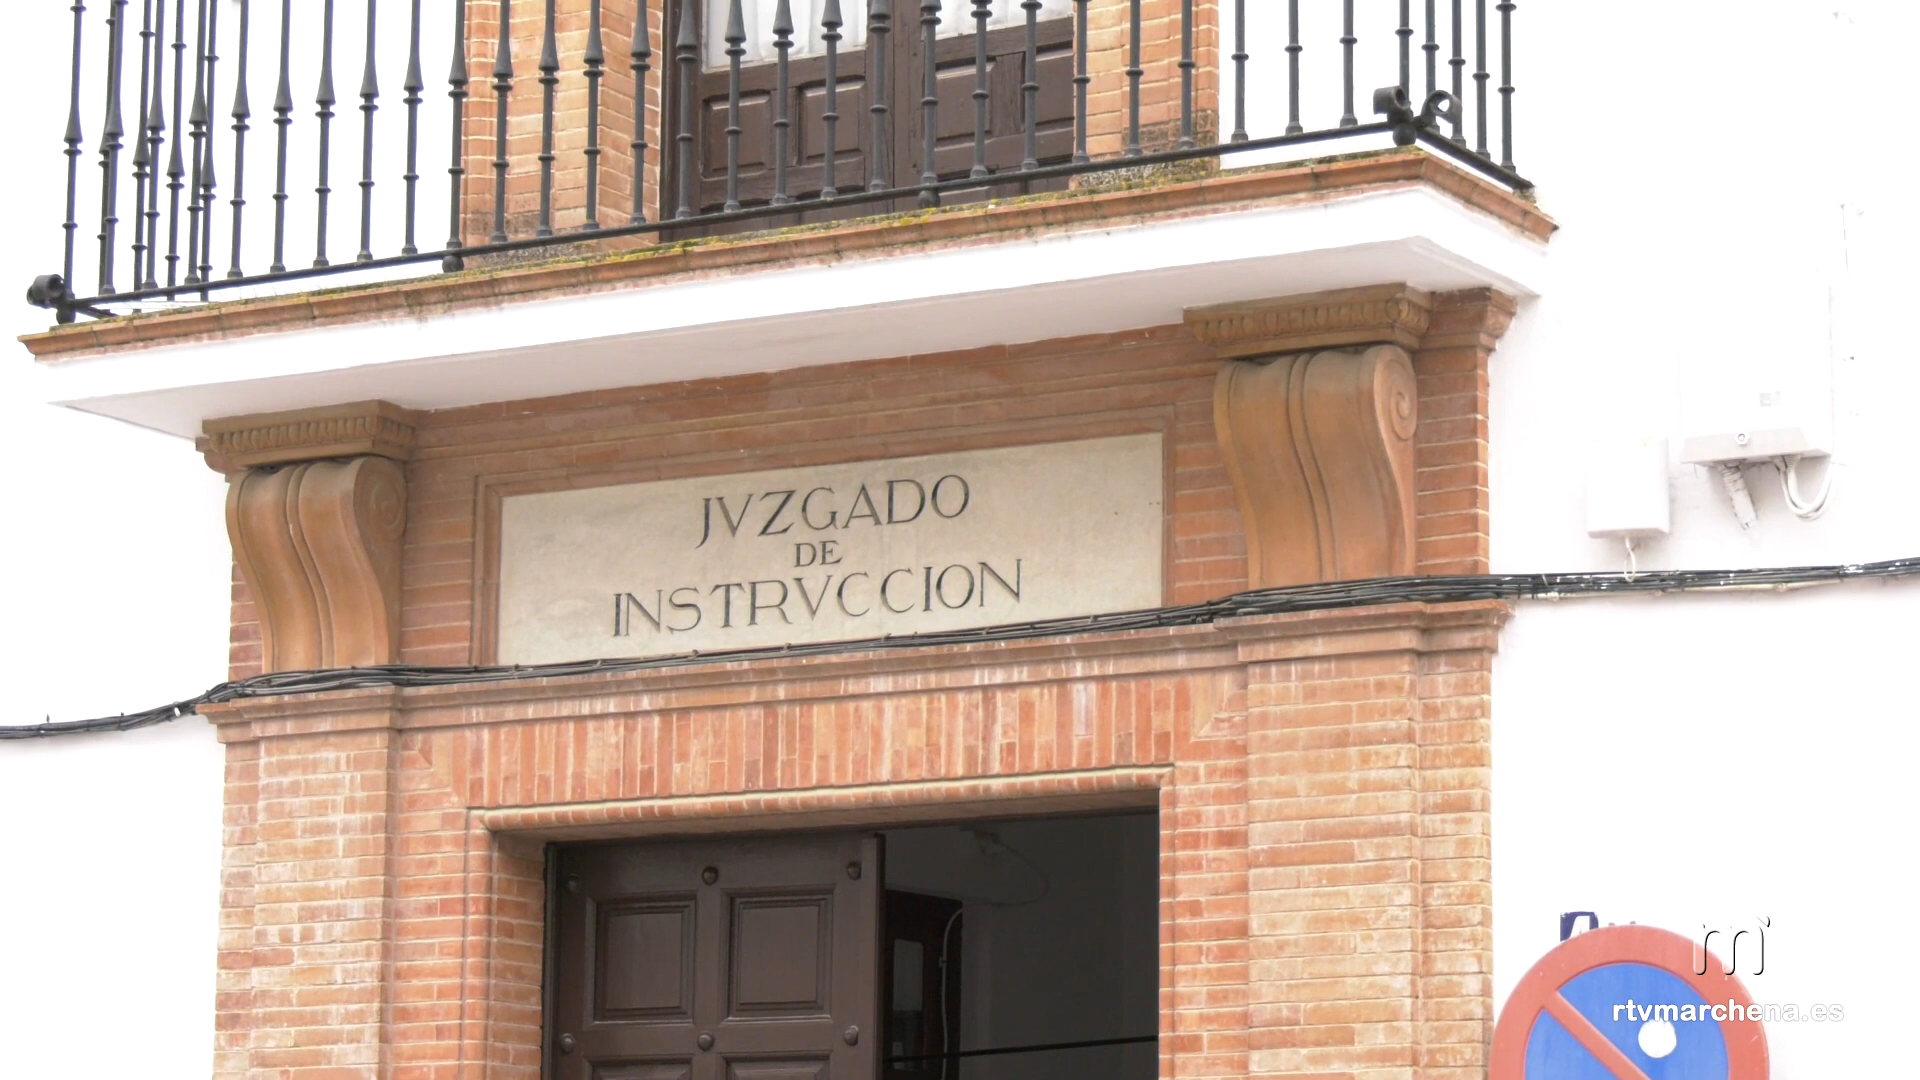 JVZGADO
DE
INSTRVCCION
m
rtvmarchena.es